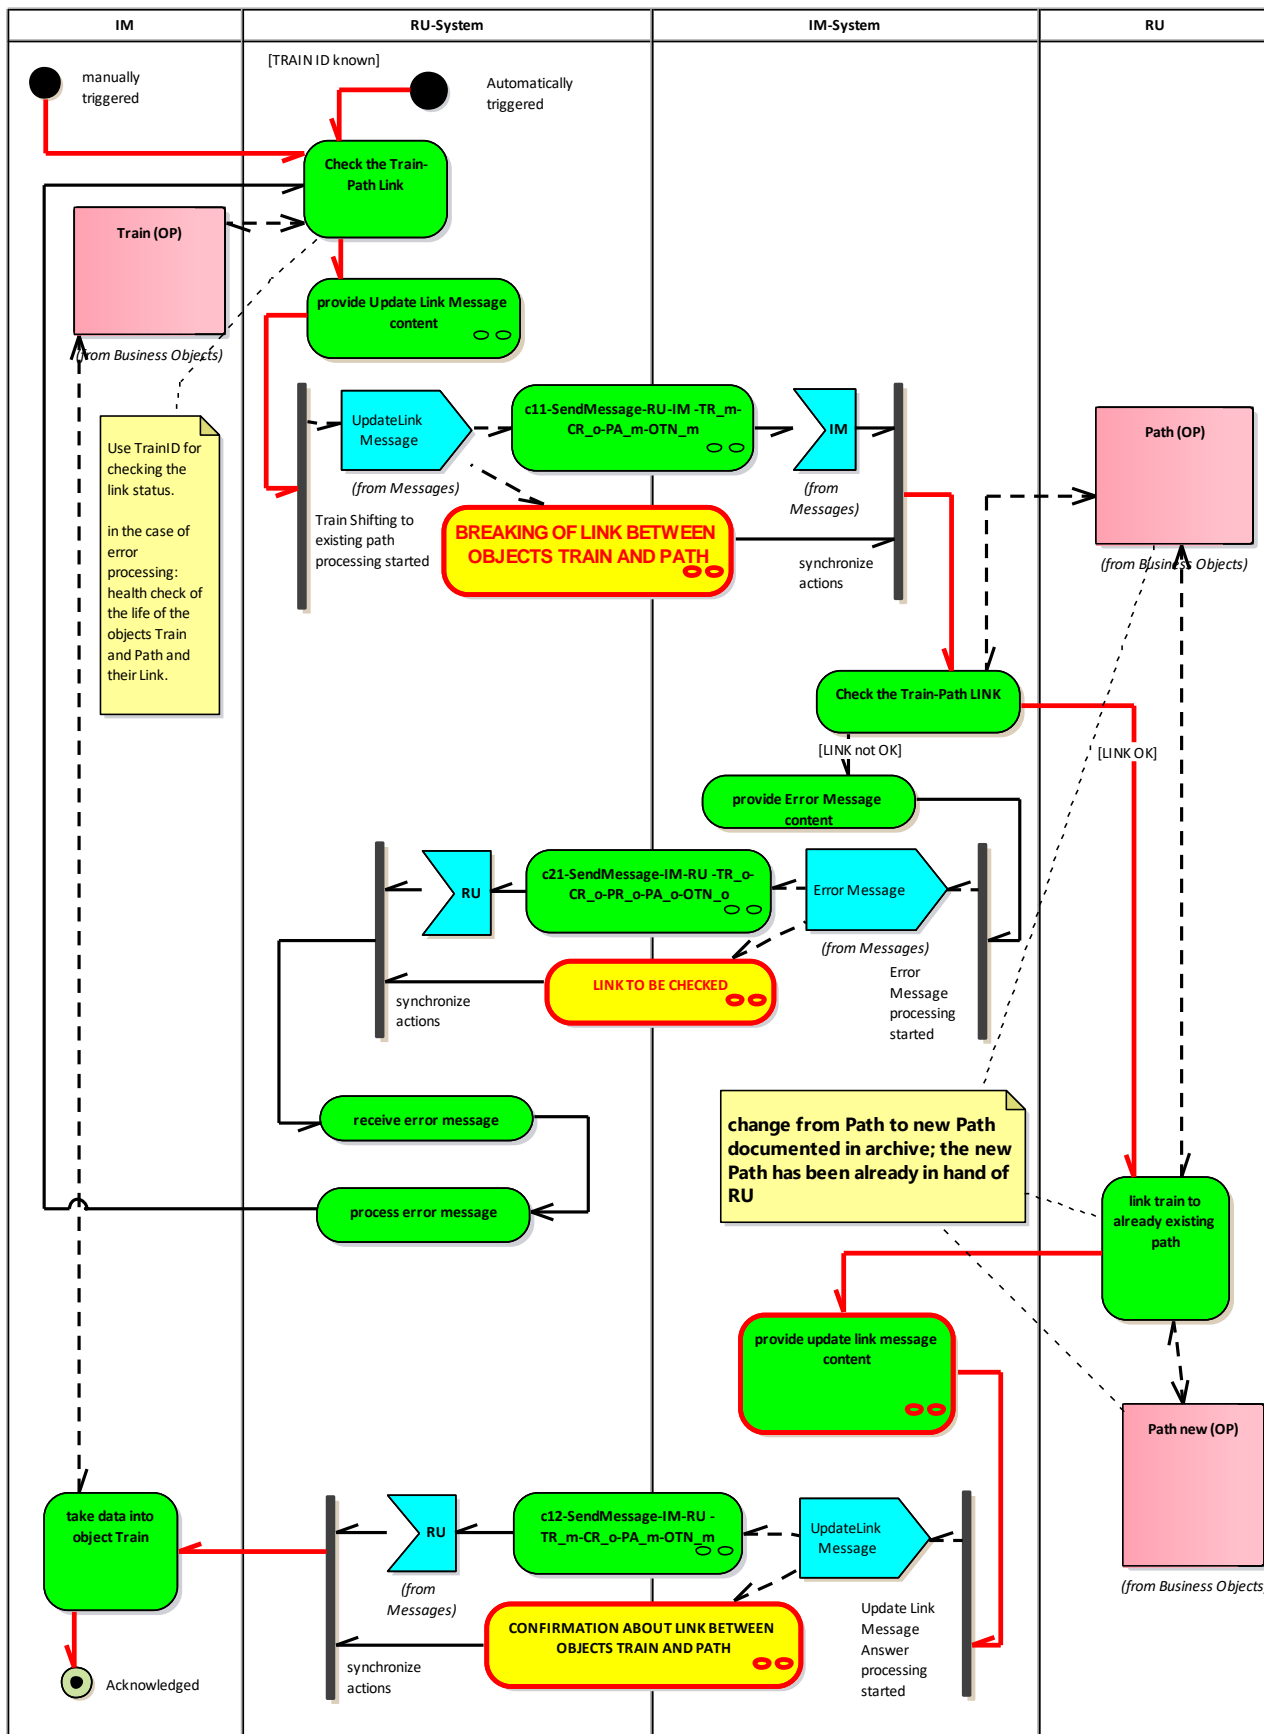 IM
RU-System
IM-System
RU
manually
triggered
[TRAIN ID known]
Automatically
triggered
Check the Train-
Path Link
Train (OP)
(from Business Objects)
provide Update Link Message
content
UpdateLink
Message
(from Messages)
c11-SendMessage-RU-IM -TR_m-
CR_o-PA_m-OTN_m
IM
(from
Messages)
Path (OP)
(from Business Objects)
Use TrainID for
checking the
link status.
in the case of
error
processing:
health check of
the life of the
objects Train
and Path and
their Link.
Train Shifting to
existing path
processing started
BREAKING OF LINK BETWEEN
OBJECTS TRAIN AND PATH
synchronize
actions
Check the Train-Path LINK
[LINK not OK]
[LINK OK]
provide Error Message
content
RU
c21-SendMessage-IM-RU -TR_o-
CR_o-PR_o-PA_o-OTN_o
Error Message
(from Messages)
LINK TO BE CHECKED
synchronize
actions
Error
Message
processing
started
receive error message
process error message
change from Path to new Path
documented in archive; the new
Path has been already in hand of
RU
link train to
already existing
path
provide update link message
content
Path new (OP)
(from Business Objects)
take data into
object Train
RU
(from
Messages)
c12-SendMessage-IM-RU -
TR_m-CR_o-PA_m-OTN_m
UpdateLink
Message
CONFIRMATION ABOUT LINK BETWEEN
OBJECTS TRAIN AND PATH
synchronize
actions
Update Link
Message
Answer
processing
started
Acknowledged